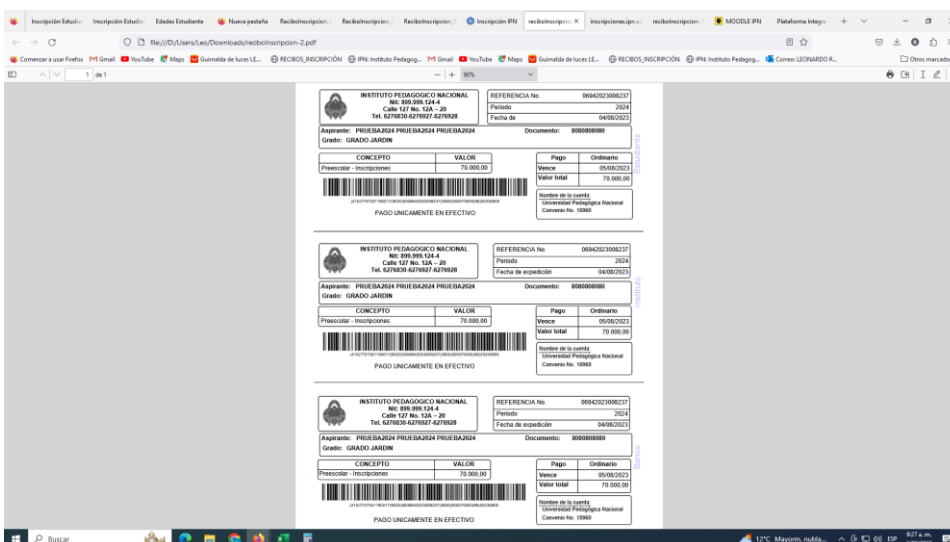 Inscripción Estudian
Inscripción Estudian
Edades Estudiante
Nueva pestaña
ReciboInscripcion_
ReciboInscripcion_
ReciboInscripcion_
Inscripción IPN
reciboInscripcion-
inscripciones.ipn.e
reciboInscripcion-
MOODLE IPN
Plataforma Integra
file:///D:/Users/Leo/Downloads/reciboInscripcion-2.pdf
Comenzar a usar Firefox
Gmail
YouTube
Maps
Guirnalda de luces LE...
RECIBOS_INSCRIPCIÓN
IPN: Instituto Pedagog...
Gmail
YouTube
Maps
Guirnalda de luces LE...
RECIBOS_INSCRIPCIÓN
IPN: Instituto Pedagog...
Correo: LEONARDO R...
Otros marcado
1 de1
90%
INSTITUTO PEDAGOGICO NACIONAL
Nit: 899.999.124-4
Calle 127 No. 12A – 20
Tel. 6276830-6276927-6276928
REFERENCIA No. 06942023008237
Periodo 2024
Fecha de 04/08/2023
Aspirante: PRUEBA2024 PRUEBA2024 PRUEBA2024 Documento: 8080808080
Grado: GRADO JARDIN
Estudiante
CONCEPTO VALOR
Preescolar - Inscripciones 70.000,00
Pago Ordinario
Vence 05/08/2023
Valor total 70.000,00
Nombre de la cuenta:
Universidad Pedagógica Nacional
Convenio No. 18960
PAGO UNICAMENTE EN EFECTIVO
INSTITUTO PEDAGOGICO NACIONAL
Nit: 899.999.124-4
Calle 127 No. 12A – 20
Tel. 6276830-6276927-6276928
REFERENCIA No. 06942023008237
Periodo 2024
Fecha de expedición 04/08/2023
Aspirante: PRUEBA2024 PRUEBA2024 PRUEBA2024 Documento: 8080808080
Grado: GRADO JARDIN
Instituto
CONCEPTO VALOR
Preescolar - Inscripciones 70.000,00
Pago Ordinario
Vence 05/08/2023
Valor total 70.000,00
Nombre de la cuenta:
Universidad Pedagógica Nacional
Convenio No. 18960
PAGO UNICAMENTE EN EFECTIVO
INSTITUTO PEDAGOGICO NACIONAL
Nit: 899.999.124-4
Calle 127 No. 12A – 20
Tel. 6276830-6276927-6276928
REFERENCIA No. 06942023008237
Periodo 2024
Fecha de expedición 04/08/2023
Aspirante: PRUEBA2024 PRUEBA2024 PRUEBA2024 Documento: 8080808080
Grado: GRADO JARDIN
Banco
CONCEPTO VALOR
Preescolar - Inscripciones 70.000,00
Pago Ordinario
Vence 05/08/2023
Valor total 70.000,00
Nombre de la cuenta:
Universidad Pedagógica Nacional
Convenio No. 18960
PAGO UNICAMENTE EN EFECTIVO
Buscar
12°C Mayorm. nubla...
ESP
9:27 a.m.